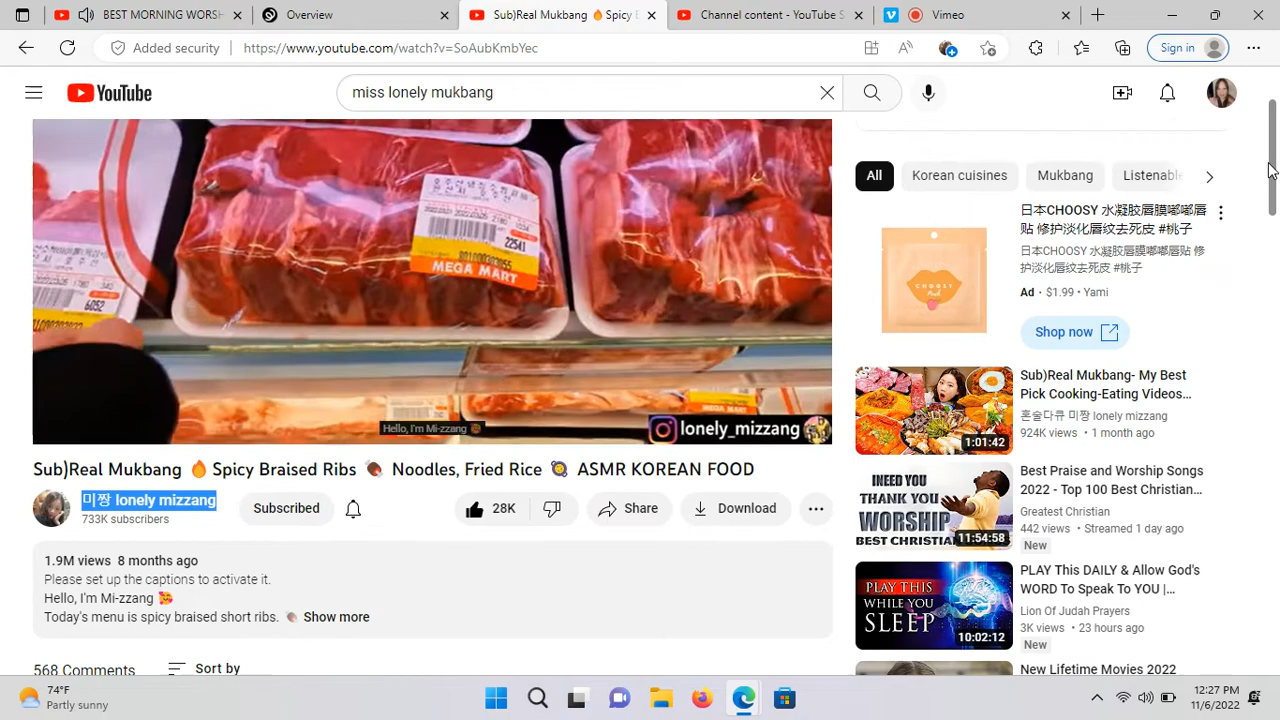 BEST MORNING WORSH
Overview
Sub)Real Mukbang 🔥Spicy B
Channel content - YouTube S
Vimeo
Added security
https://www.youtube.com/watch?v=SoAubKmbYec
Sign in
YouTube
miss lonely mukbang
22541
MEGA MART
6052
Hello, I'm Mi-zzang
lonely_mizzang
Sub)Real Mukbang 🔥Spicy Braised Ribs 🍖 Noodles, Fried Rice 🥘 ASMR KOREAN FOOD
미짱 lonely mizzang
733K subscribers
Subscribed
28K
Share
Download
1.9M views 8 months ago
Please set up the captions to activate it.
Hello, I'm Mi-zzang 🥰
Today's menu is spicy braised short ribs. 🍖 Show more
568 Comments
Sort by
All
Korean cuisines
Mukbang
Listenable
日本CHOOSY 水凝胶唇膜嘟嘟唇
贴 修护淡化唇纹去死皮 #桃子
日本CHOOSY 水凝胶唇膜嘟嘟唇贴 修
护淡化唇纹去死皮 #桃子
Ad • $1.99 • Yami
Shop now
CHOOSY
Sub)Real Mukbang- My Best
Pick Cooking-Eating Videos...
혼술다큐 미짱 lonely mizzang
924K views • 1 month ago
1:01:42
Best Praise and Worship Songs
2022 - Top 100 Best Christian...
Greatest Christian
442 views • Streamed 1 day ago
New
INEED YOU
THANK YOU
WORSHIP
BEST CHRISTIAN
11:54:58
PLAY This DAILY & Allow God's
WORD To Speak To YOU |...
Lion Of Judah Prayers
3K views • 23 hours ago
New
PLAY THIS
WHILE YOU
SLEEP
10:02:12
New Lifetime Movies 2022
74°F
Partly sunny
12:27 PM
11/6/2022